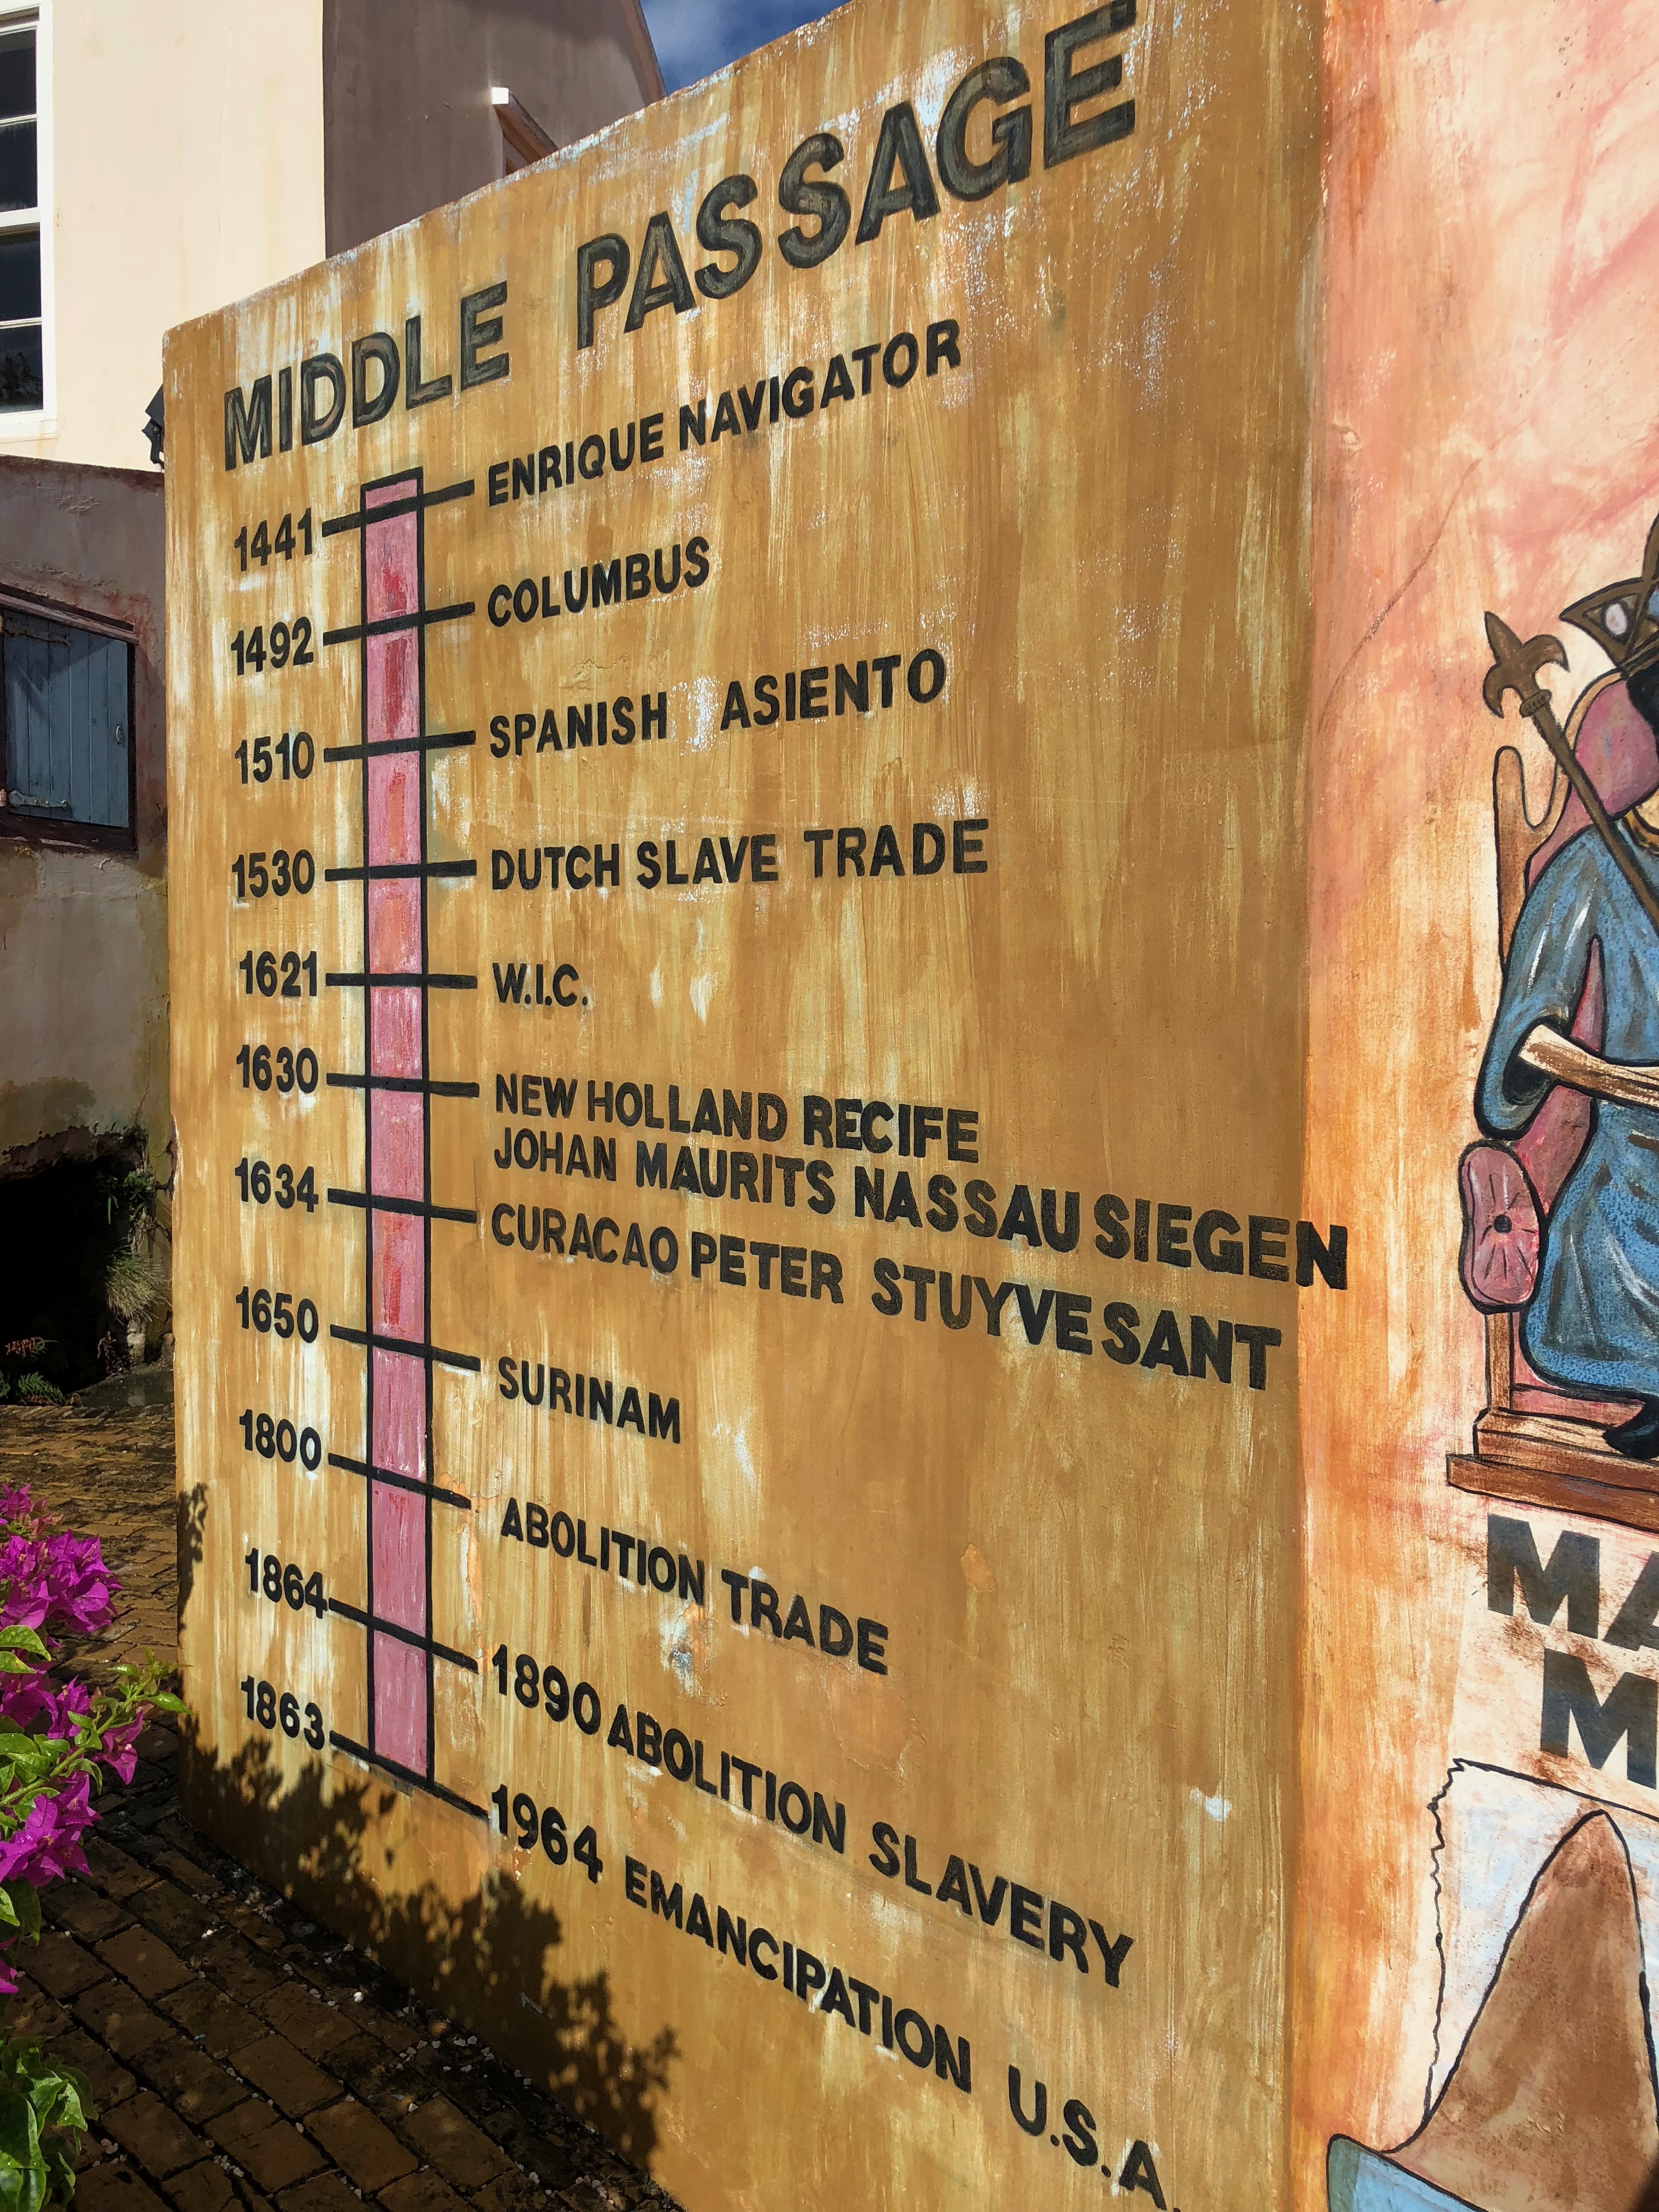 MIDDLE PASSAGE
1441 ENRIQUE NAVIGATOR
1492 COLUMBUS
1510 SPANISH ASIENTO
1530 DUTCH SLAVE TRADE
1621 W.I.C.
1630 NEW HOLLAND RECIFE
JOHAN MAURITS NASSAU SIEGEN
1634 CURACAO PETER STUYVESANT
1650 SURINAM
1800 ABOLITION TRADE
1864 1890 ABOLITION SLAVERY
1863 1964 EMANCIPATION U.S.A.